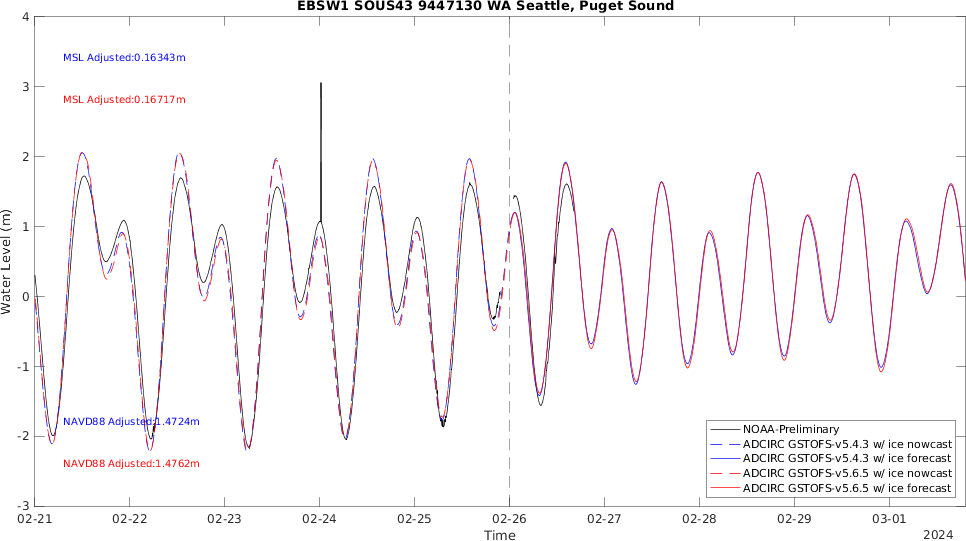 EBSW1 SOUS43 9447130 WA Seattle, Puget Sound
4
3
2
1
0
-1
-2
-3
Water Level (m)
MSL Adjusted:0.16343m
MSL Adjusted:0.16717m
NAVD88 Adjusted:1.4724m
NAVD88 Adjusted:1.4762m
NOAA-Preliminary
ADCIRC GSTOFS-v5.4.3 w/ ice nowcast
ADCIRC GSTOFS-v5.4.3 w/ ice forecast
ADCIRC GSTOFS-v5.6.5 w/ ice nowcast
ADCIRC GSTOFS-v5.6.5 w/ ice forecast
02-21 02-22 02-23 02-24 02-25 02-26 02-27 02-28 02-29 03-01
Time
2024